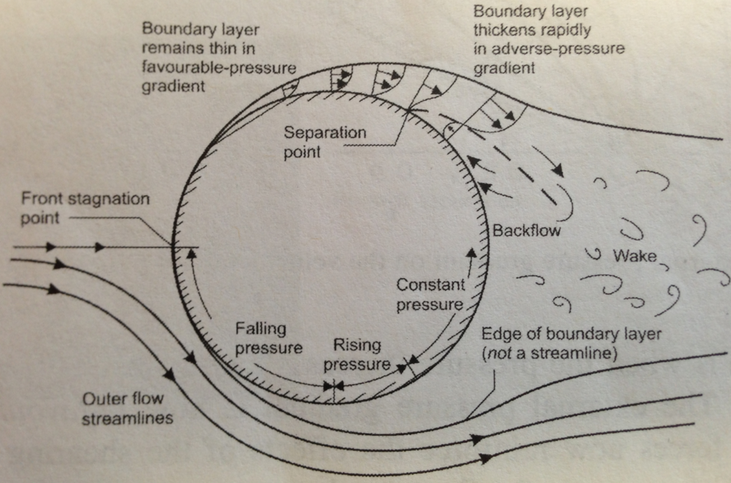 Boundary layer
remains thin in
favourable-pressure
gradient
Boundary layer
thickens rapidly
in adverse-pressure
gradient
Separation
point
Front stagnation
point
Backflow
Wake
Constant
pressure
Falling
pressure
Rising
pressure
Edge of boundary layer
(not a streamline)
Outer flow
streamlines